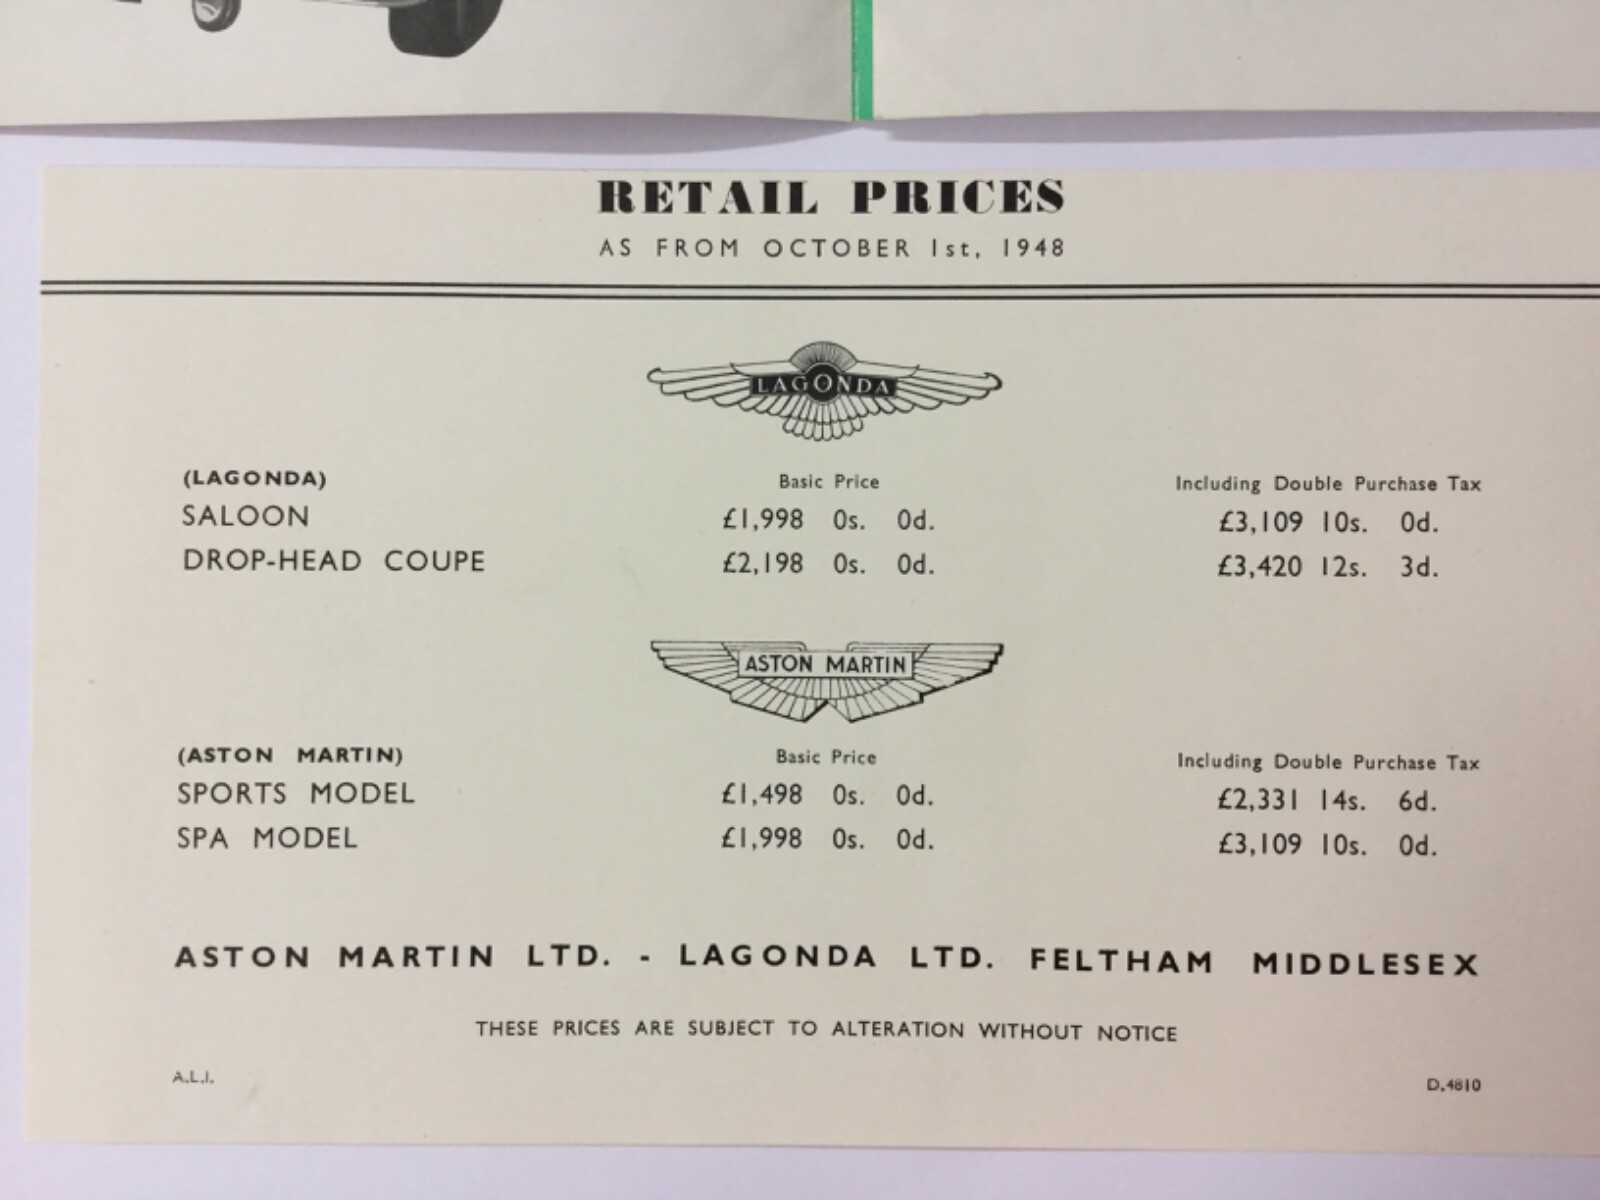 RETAIL PRICES
AS FROM OCTOBER 1st, 1948
LAGONDA
(LAGONDA) Basic Price Including Double Purchase Tax
SALOON £1,998 0s. 0d. £3,109 10s. 0d.
DROP-HEAD COUPE £2,198 0s. 0d. £3,420 12s. 3d.
ASTON MARTIN
(ASTON MARTIN) Basic Price Including Double Purchase Tax
SPORTS MODEL £1,498 0s. 0d. £2,331 14s. 6d.
SPA MODEL £1,998 0s. 0d. £3,109 10s. 0d.
ASTON MARTIN LTD. - LAGONDA LTD. FELTHAM MIDDLESEX
THESE PRICES ARE SUBJECT TO ALTERATION WITHOUT NOTICE
A.L.I. D.4810